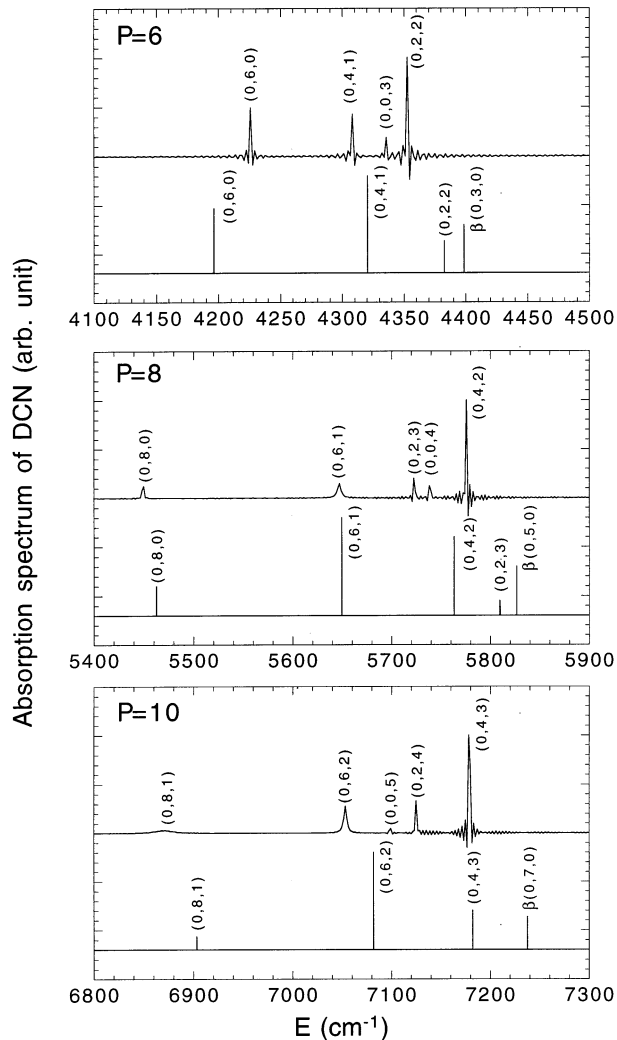 Absorption spectrum of DCN (arb. unit)
P=6
(0,6,0)
(0,4,1)
(0,0,3)
(0,2,2)
(0,6,0)
(0,4,1)
(0,2,2)
β(0,3,0)
4100 4150 4200 4250 4300 4350 4400 4450 4500
P=8
(0,8,0)
(0,6,1)
(0,2,3)
(0,0,4)
(0,4,2)
(0,8,0)
(0,6,1)
(0,4,2)
(0,2,3)
β(0,5,0)
5400 5500 5600 5700 5800 5900
P=10
(0,8,1)
(0,6,2)
(0,0,5)
(0,2,4)
(0,4,3)
(0,8,1)
(0,6,2)
(0,4,3)
β(0,7,0)
6800 6900 7000 7100 7200 7300
E (cm⁻¹)